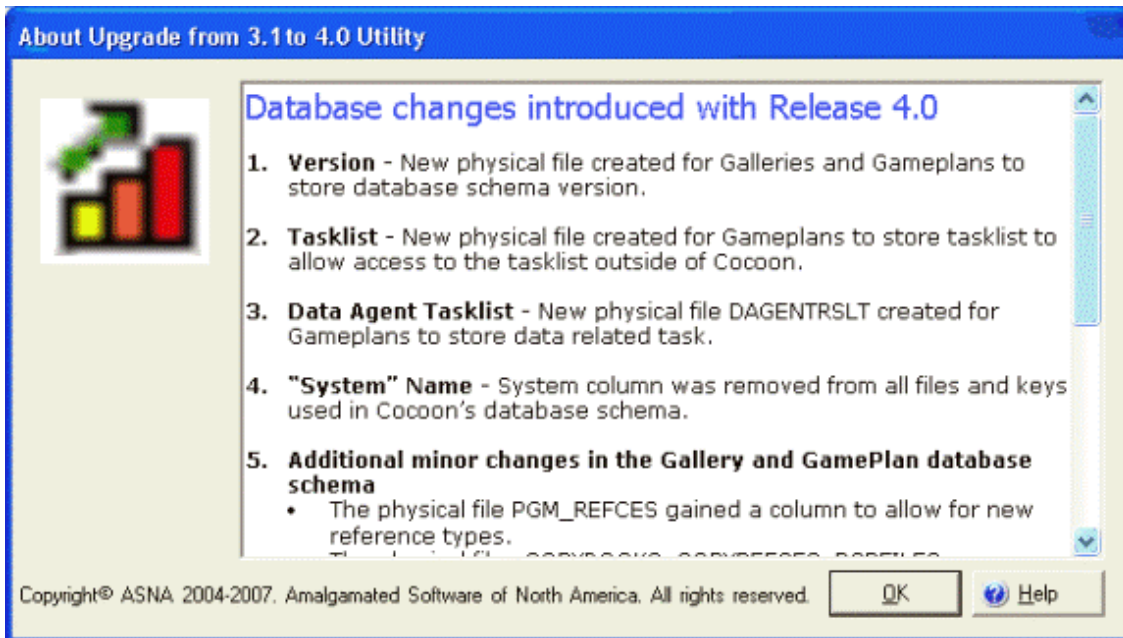 About Upgrade from 3.1to 4.0 Utility
Database changes introduced with Release 4.0
1. Version - New physical file created for Galleries and Gameplans to
store database schema version.
2. Tasklist - New physical file created for Gameplans to store tasklist to
allow access to the tasklist outside of Cocoon.
3. Data Agent Tasklist - New physical file DAGENTRSLT created for
Gameplans to store data related task.
4. "System" Name - System column was removed from all files and keys
used in Cocoon's database schema.
5. Additional minor changes in the Gallery and GamePlan database
schema
• The physical file PGM_REFCES gained a column to allow for new
reference types.
Copyright© ASNA 2004-2007. Amalgamated Software of North America. All rights reserved.
OK
Help